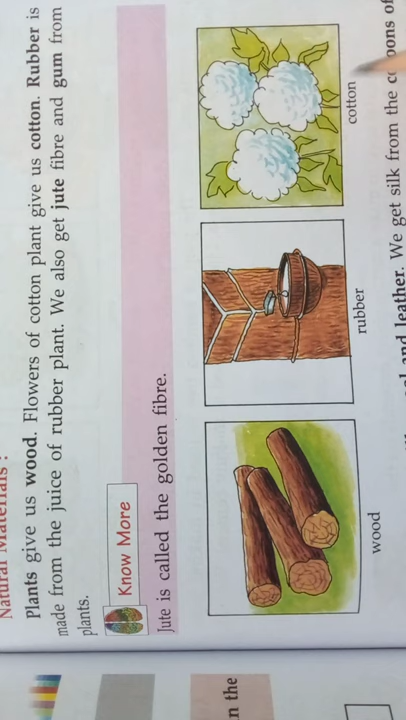 Natural Materials :
Plants give us wood. Flowers of cotton plant give us cotton. Rubber is
made from the juice of rubber plant. We also get jute fibre and gum from
plants.
Know More
Jute is called the golden fibre.
wood
rubber
cotton
and leather. We get silk from the
of
n the